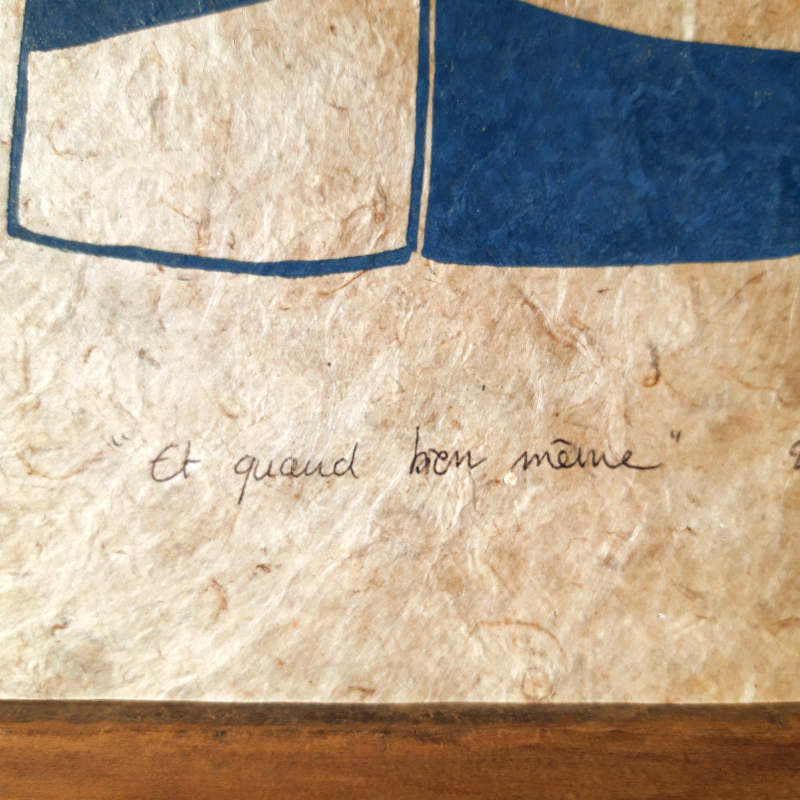 "Et quand bien même"